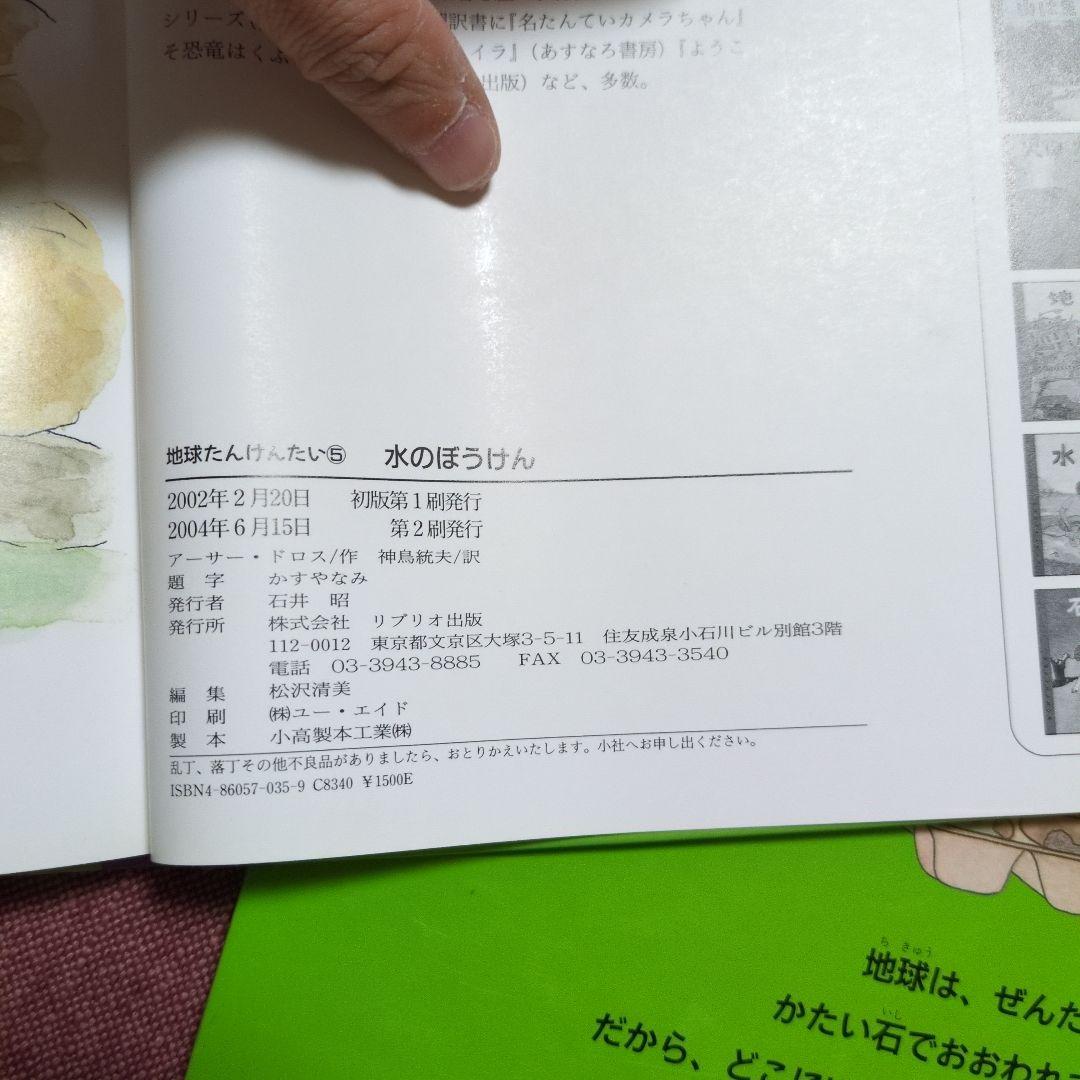 シリーズ 訳書に『名たんていカメラちゃん』
そ恐竜はくぶ イラ』(あすなろ書房)『ようこ
出版)など、多数。
地球たんけんたい⑤ 水のぼうけん
2002年2月20日 初版第1刷発行
2004年6月15日 第2刷発行
アーサー・ドロス/作 神鳥統夫/訳
題字 かすやなみ
発行者 石井 昭
発行所 株式会社 リブリオ出版
112-0012 東京都文京区大塚3-5-11 住友成泉小石川ビル別館3階
電話 03-3943-8885 FAX 03-3943-3540
編集 松沢清美
印刷 ㈱ユー・エイド
製本 小高製本工業㈱
乱丁、落丁その他不良品がありましたら、おとりかえいたします。小社へお申し出ください。
ISBN4-86057-035-9 C8340 ¥1500E
地
水
石
ち きゅう
地球は、ぜんた
いし
かたい石でおおわれ
だから、どこに